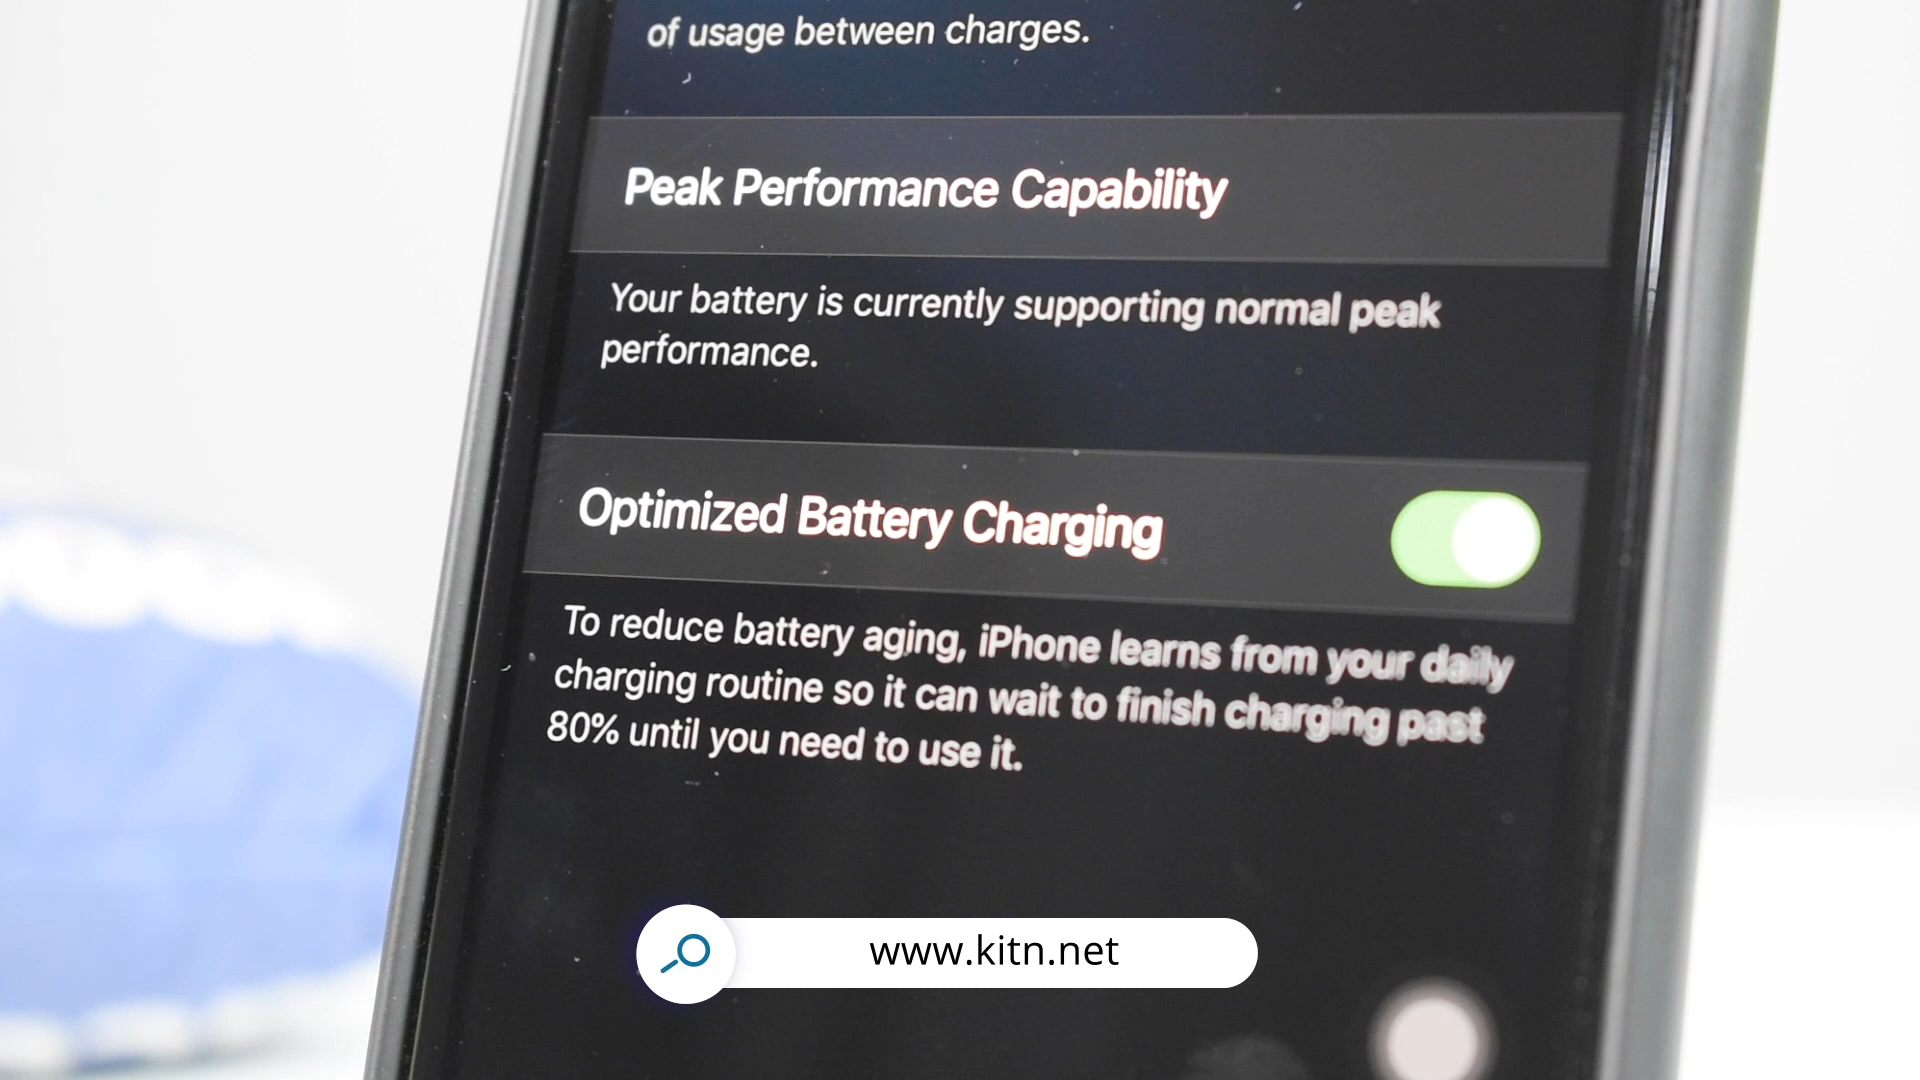 of usage between charges.
Peak Performance Capability
Your battery is currently supporting normal peak
performance.
Optimized Battery Charging
To reduce battery aging, iPhone learns from your daily
charging routine so it can wait to finish charging past
80% until you need to use it.
www.kitn.net